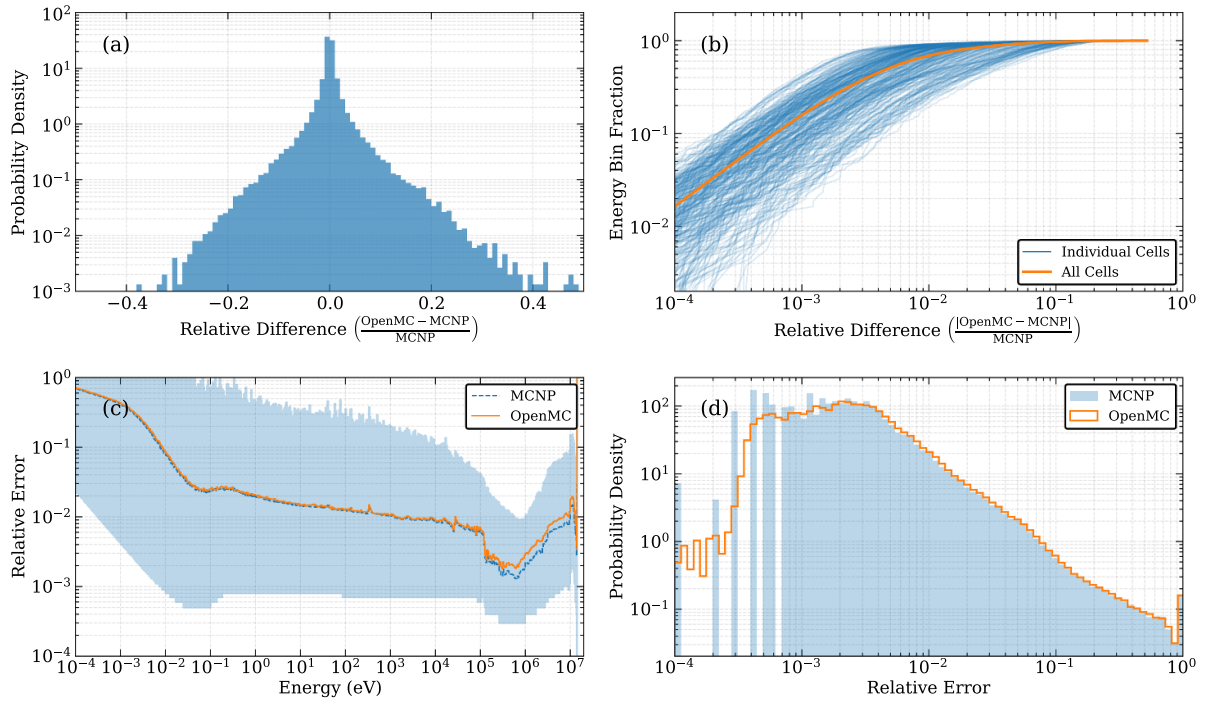 (a)
Probability Density
10^2
10^1
10^0
10^−1
10^−2
10^−3
−0.4 −0.2 0.0 0.2 0.4
Relative Difference (OpenMC − MCNP / MCNP)
(b)
Energy Bin Fraction
10^0
10^−1
10^−2
Individual Cells
All Cells
10^−4 10^−3 10^−2 10^−1 10^0
Relative Difference (|OpenMC − MCNP| / MCNP)
(c)
Relative Error
10^0
10^−1
10^−2
10^−3
10^−4
MCNP
OpenMC
10^−4 10^−3 10^−2 10^−1 10^0 10^1 10^2 10^3 10^4 10^5 10^6 10^7
Energy (eV)
(d)
Probability Density
10^2
10^1
10^0
10^−1
MCNP
OpenMC
10^−4 10^−3 10^−2 10^−1 10^0
Relative Error